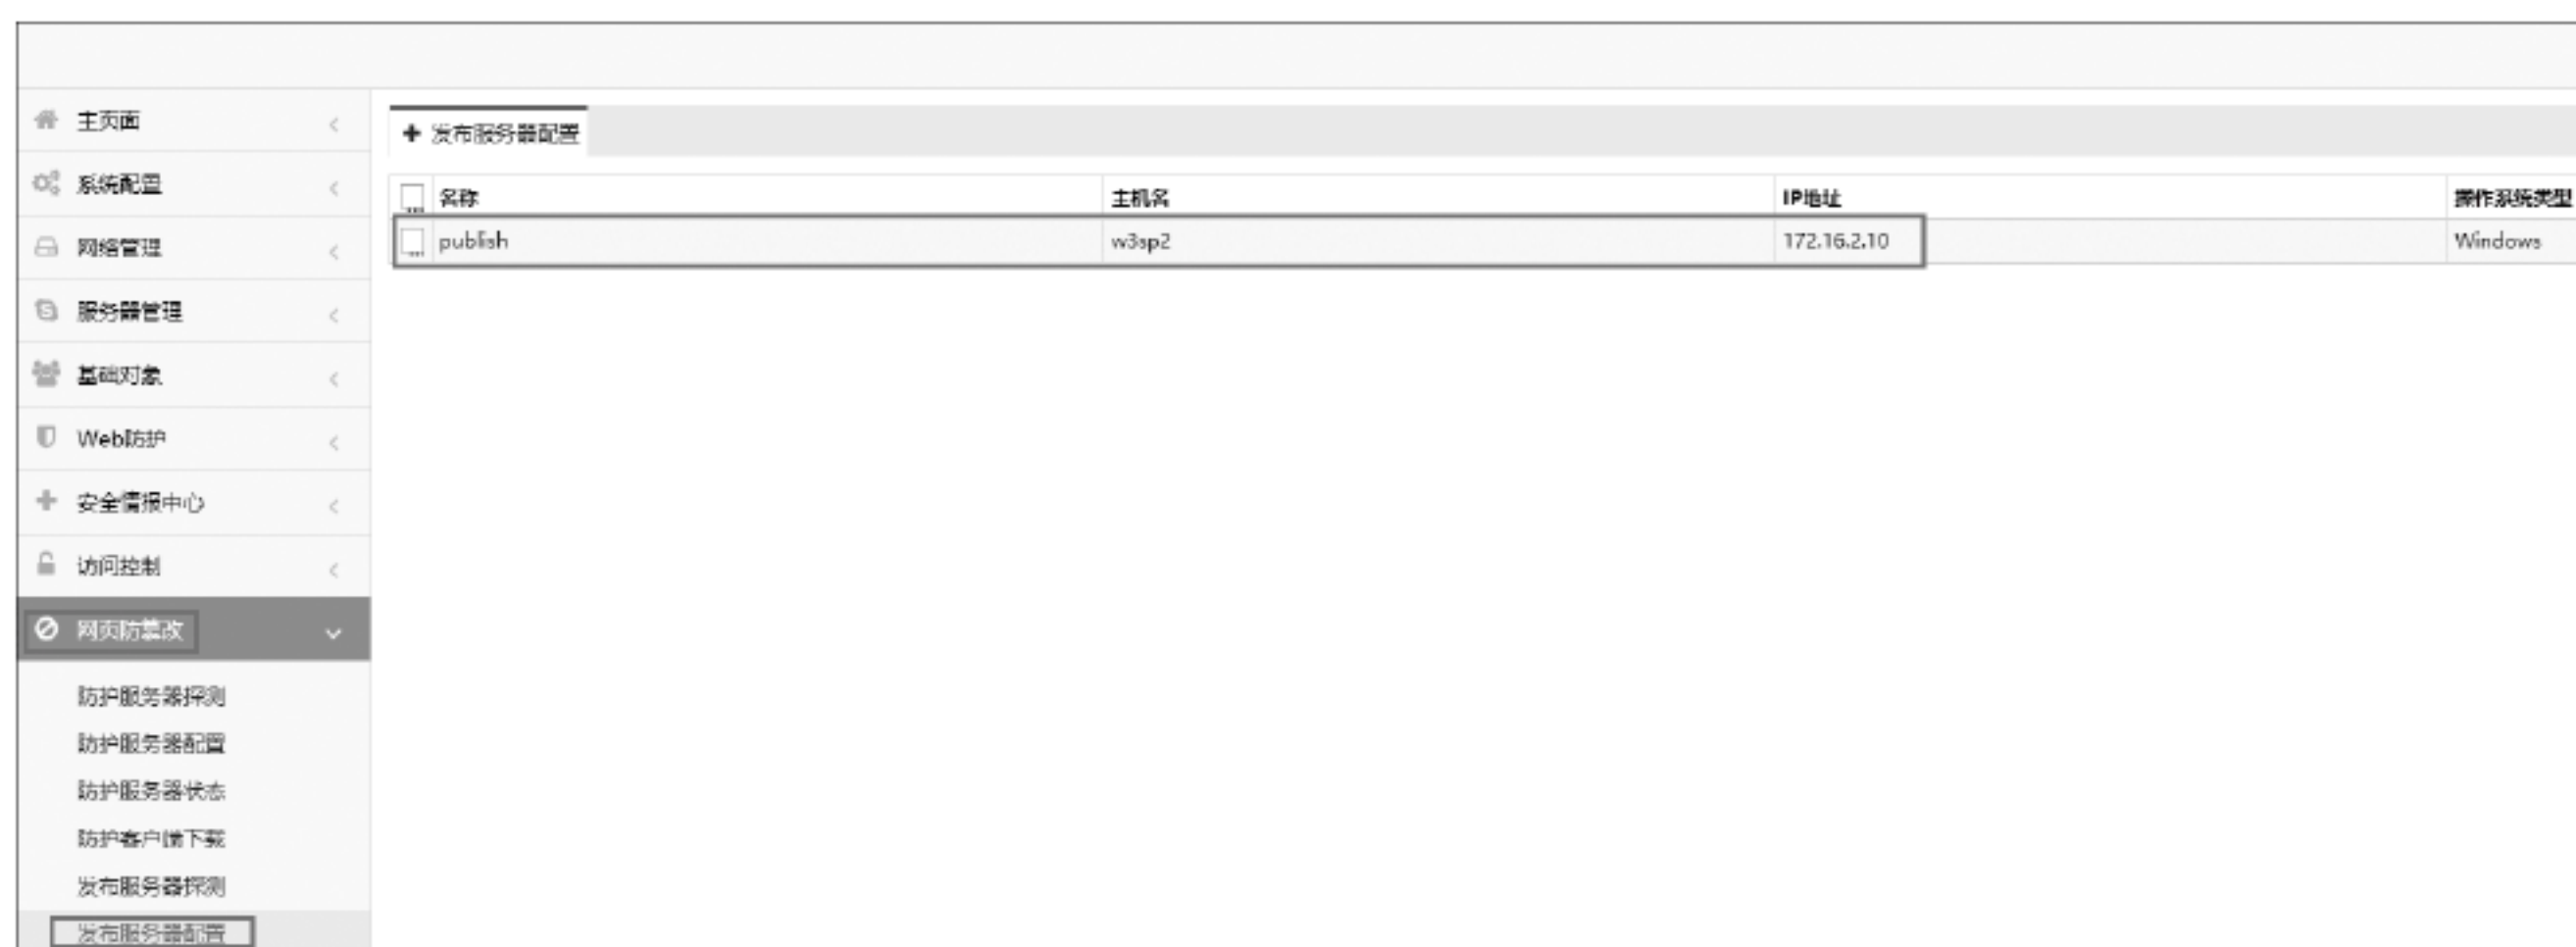 主页面
系统配置
网络管理
服务器管理
基础对象
Web防护
安全情报中心
访问控制
网页防篡改
防护服务器探测
防护服务器配置
防护服务器状态
防护客户端下载
发布服务器探测
发布服务器配置
发布服务器配置
名称 主机名 IP地址 操作系统类型
publish w3sp2 172.16.2.10 Windows